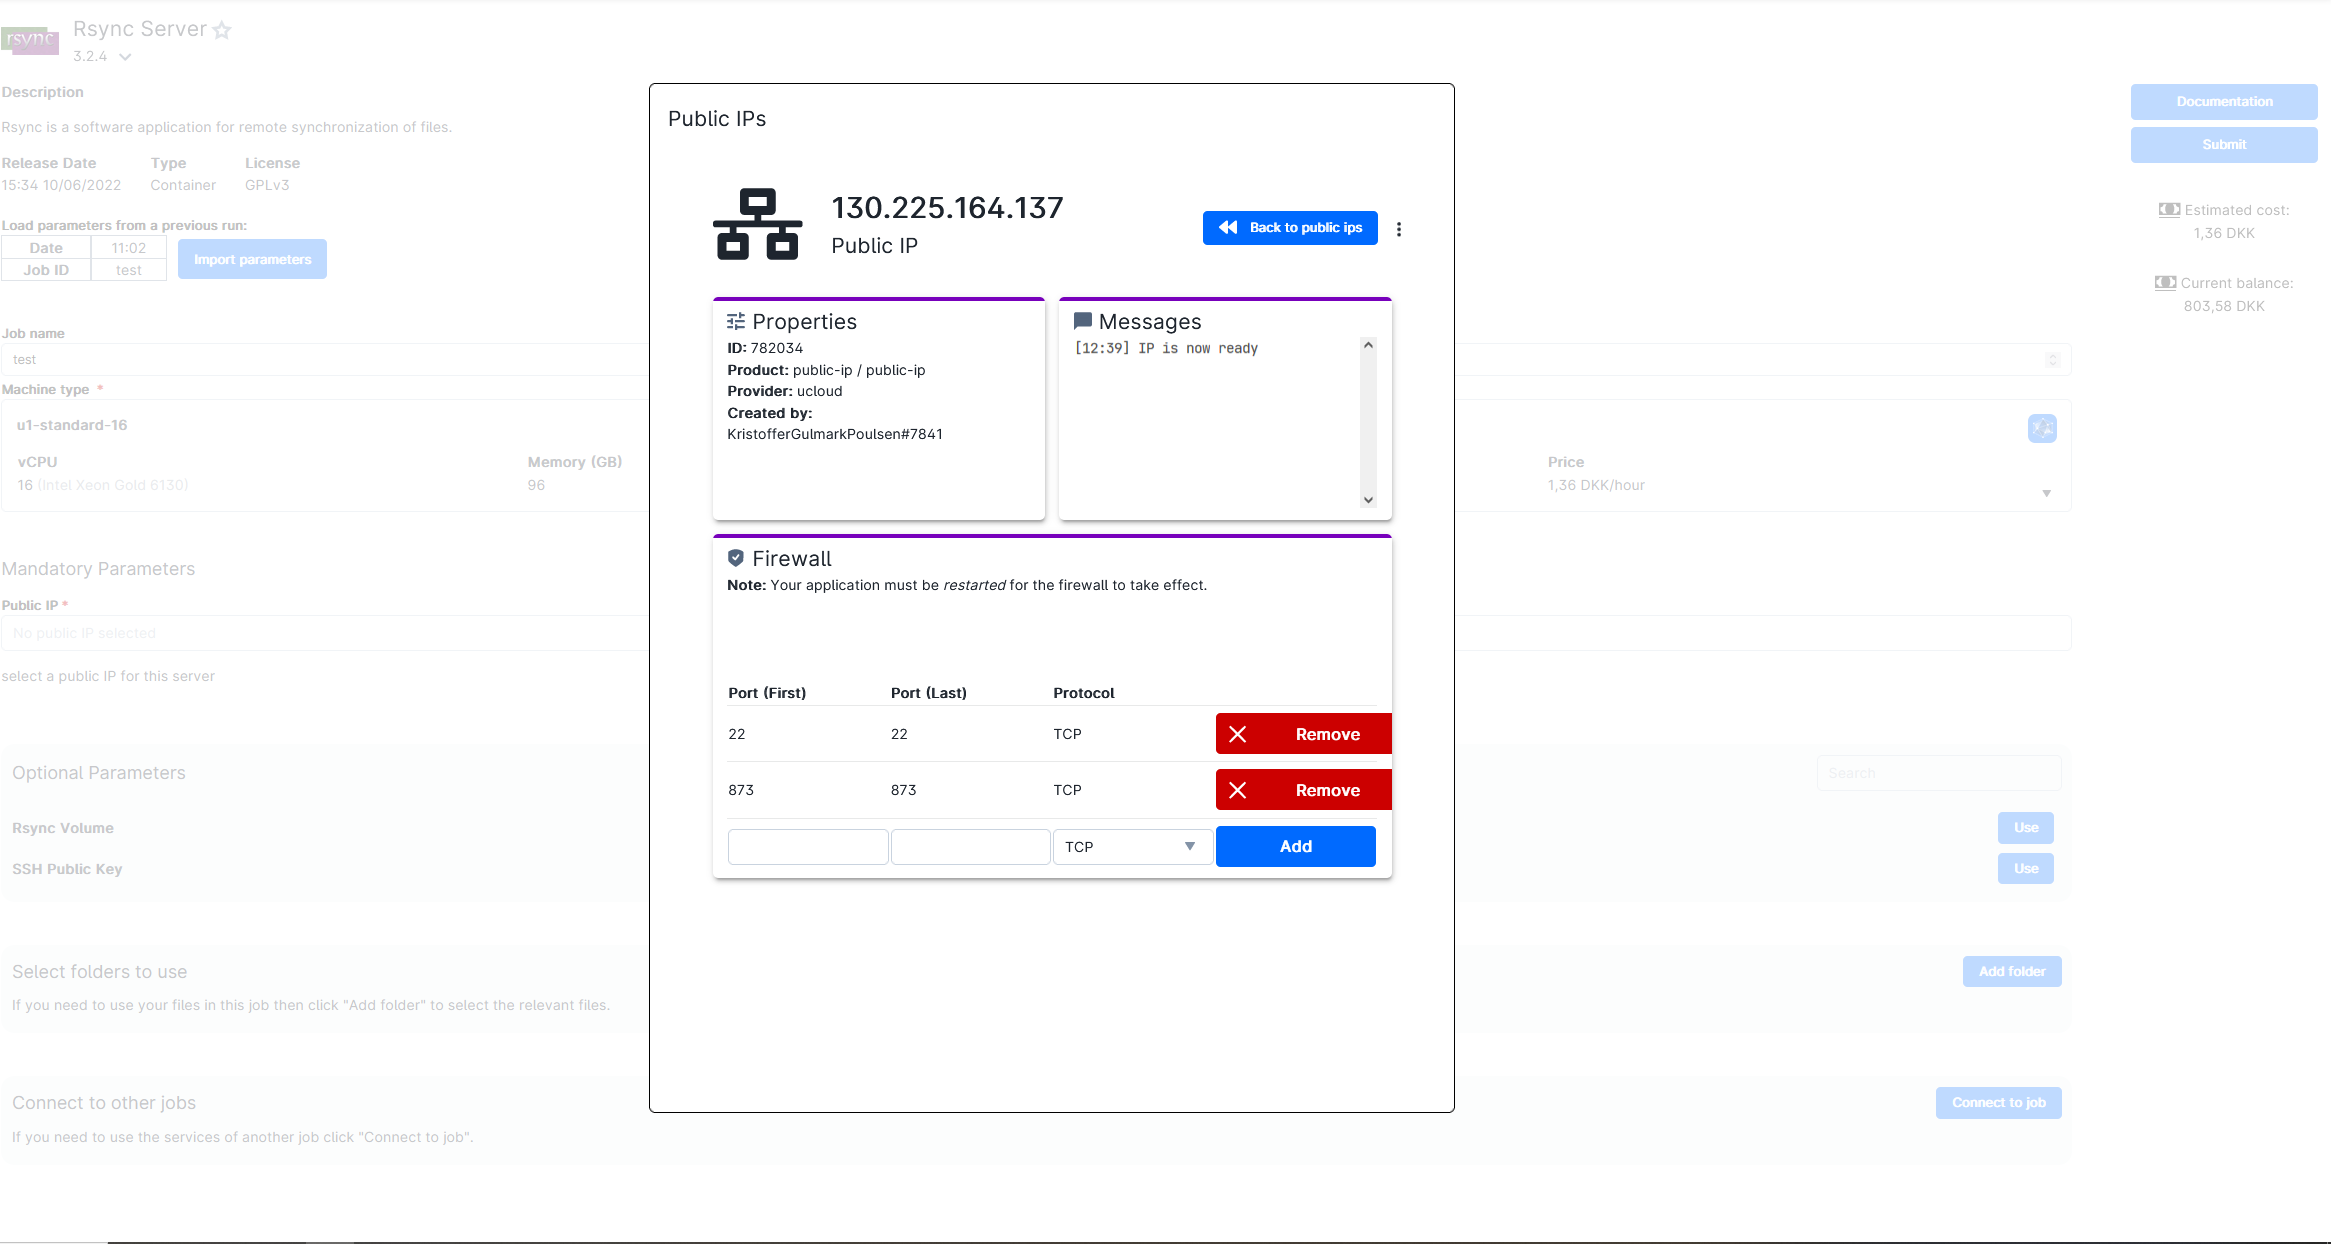 rsync
Rsync Server
3.2.4
Description
Rsync is a software application for remote synchronization of files.
Release Date Type License
15:34 10/06/2022 Container GPLv3
Load parameters from a previous run:
Date 11:02
Job ID test
Import parameters
Job name
test
Machine type *
u1-standard-16
vCPU Memory (GB) Price
16 (Intel Xeon Gold 6130) 96 1,36 DKK/hour
Mandatory Parameters
Public IP *
No public IP selected
select a public IP for this server
Optional Parameters
Search
Rsync Volume Use
SSH Public Key Use
Select folders to use
Add folder
If you need to use your files in this job then click "Add folder" to select the relevant files.
Connect to other jobs
Connect to job
If you need to use the services of another job click "Connect to job".
Documentation
Submit
Estimated cost:
1,36 DKK
Current balance:
803,58 DKK
Public IPs
130.225.164.137
Public IP
Back to public ips
Properties
ID: 782034
Product: public-ip / public-ip
Provider: ucloud
Created by:
KristofferGulmarkPoulsen#7841
Messages
[12:39] IP is now ready
Firewall
Note: Your application must be restarted for the firewall to take effect.
Port (First) Port (Last) Protocol
22 22 TCP Remove
873 873 TCP Remove
TCP Add